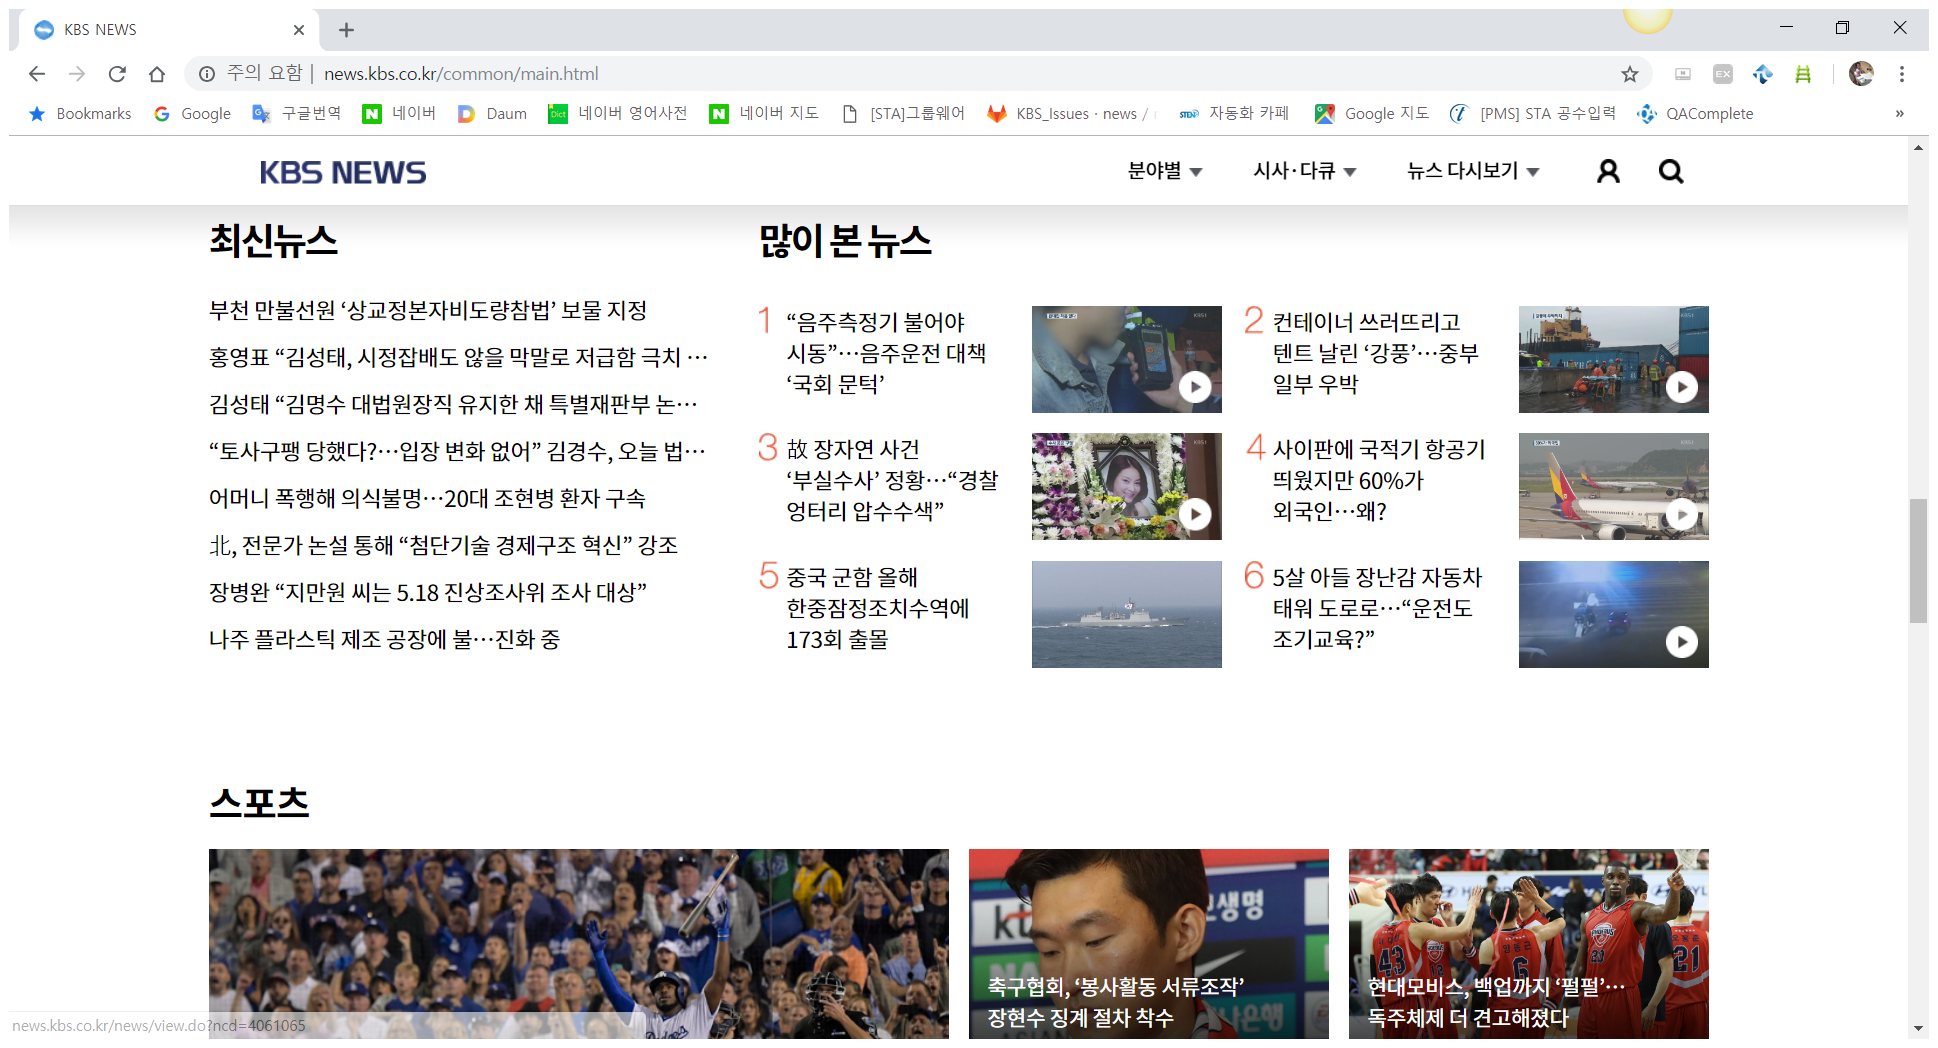 KBS NEWS
주의 요함 | news.kbs.co.kr/common/main.html
Bookmarks Google 구글번역 네이버 Daum 네이버 영어사전 네이버 지도 [STA]그룹웨어 KBS_Issues · news / 자동화 카페 Google 지도 [PMS] STA 공수입력 QAComplete »
KBS NEWS 분야별 시사·다큐 뉴스 다시보기
최신뉴스
부천 만불선원 ‘상교정본자비도량참법’ 보물 지정
홍영표 “김성태, 시정잡배도 않을 막말로 저급함 극치 …
김성태 “김명수 대법원장직 유지한 채 특별재판부 논…
“토사구팽 당했다?…입장 변화 없어” 김경수, 오늘 법…
어머니 폭행해 의식불명…20대 조현병 환자 구속
北, 전문가 논설 통해 “첨단기술 경제구조 혁신” 강조
장병완 “지만원 씨는 5.18 진상조사위 조사 대상”
나주 플라스틱 제조 공장에 불…진화 중
많이 본 뉴스
1 “음주측정기 불어야
시동”…음주운전 대책
‘국회 문턱’
2 컨테이너 쓰러뜨리고
텐트 날린 ‘강풍’…중부
일부 우박
3 故 장자연 사건
‘부실수사’ 정황…“경찰
엉터리 압수수색”
4 사이판에 국적기 항공기
띄웠지만 60%가
외국인…왜?
5 중국 군함 올해
한중잠정조치수역에
173회 출몰
6 5살 아들 장난감 자동차
태워 도로로…“운전도
조기교육?”
스포츠
축구협회, ‘봉사활동 서류조작’
장현수 징계 절차 착수
현대모비스, 백업까지 ‘펄펄’…
독주체제 더 견고해졌다
news.kbs.co.kr/news/view.do?ncd=4061065